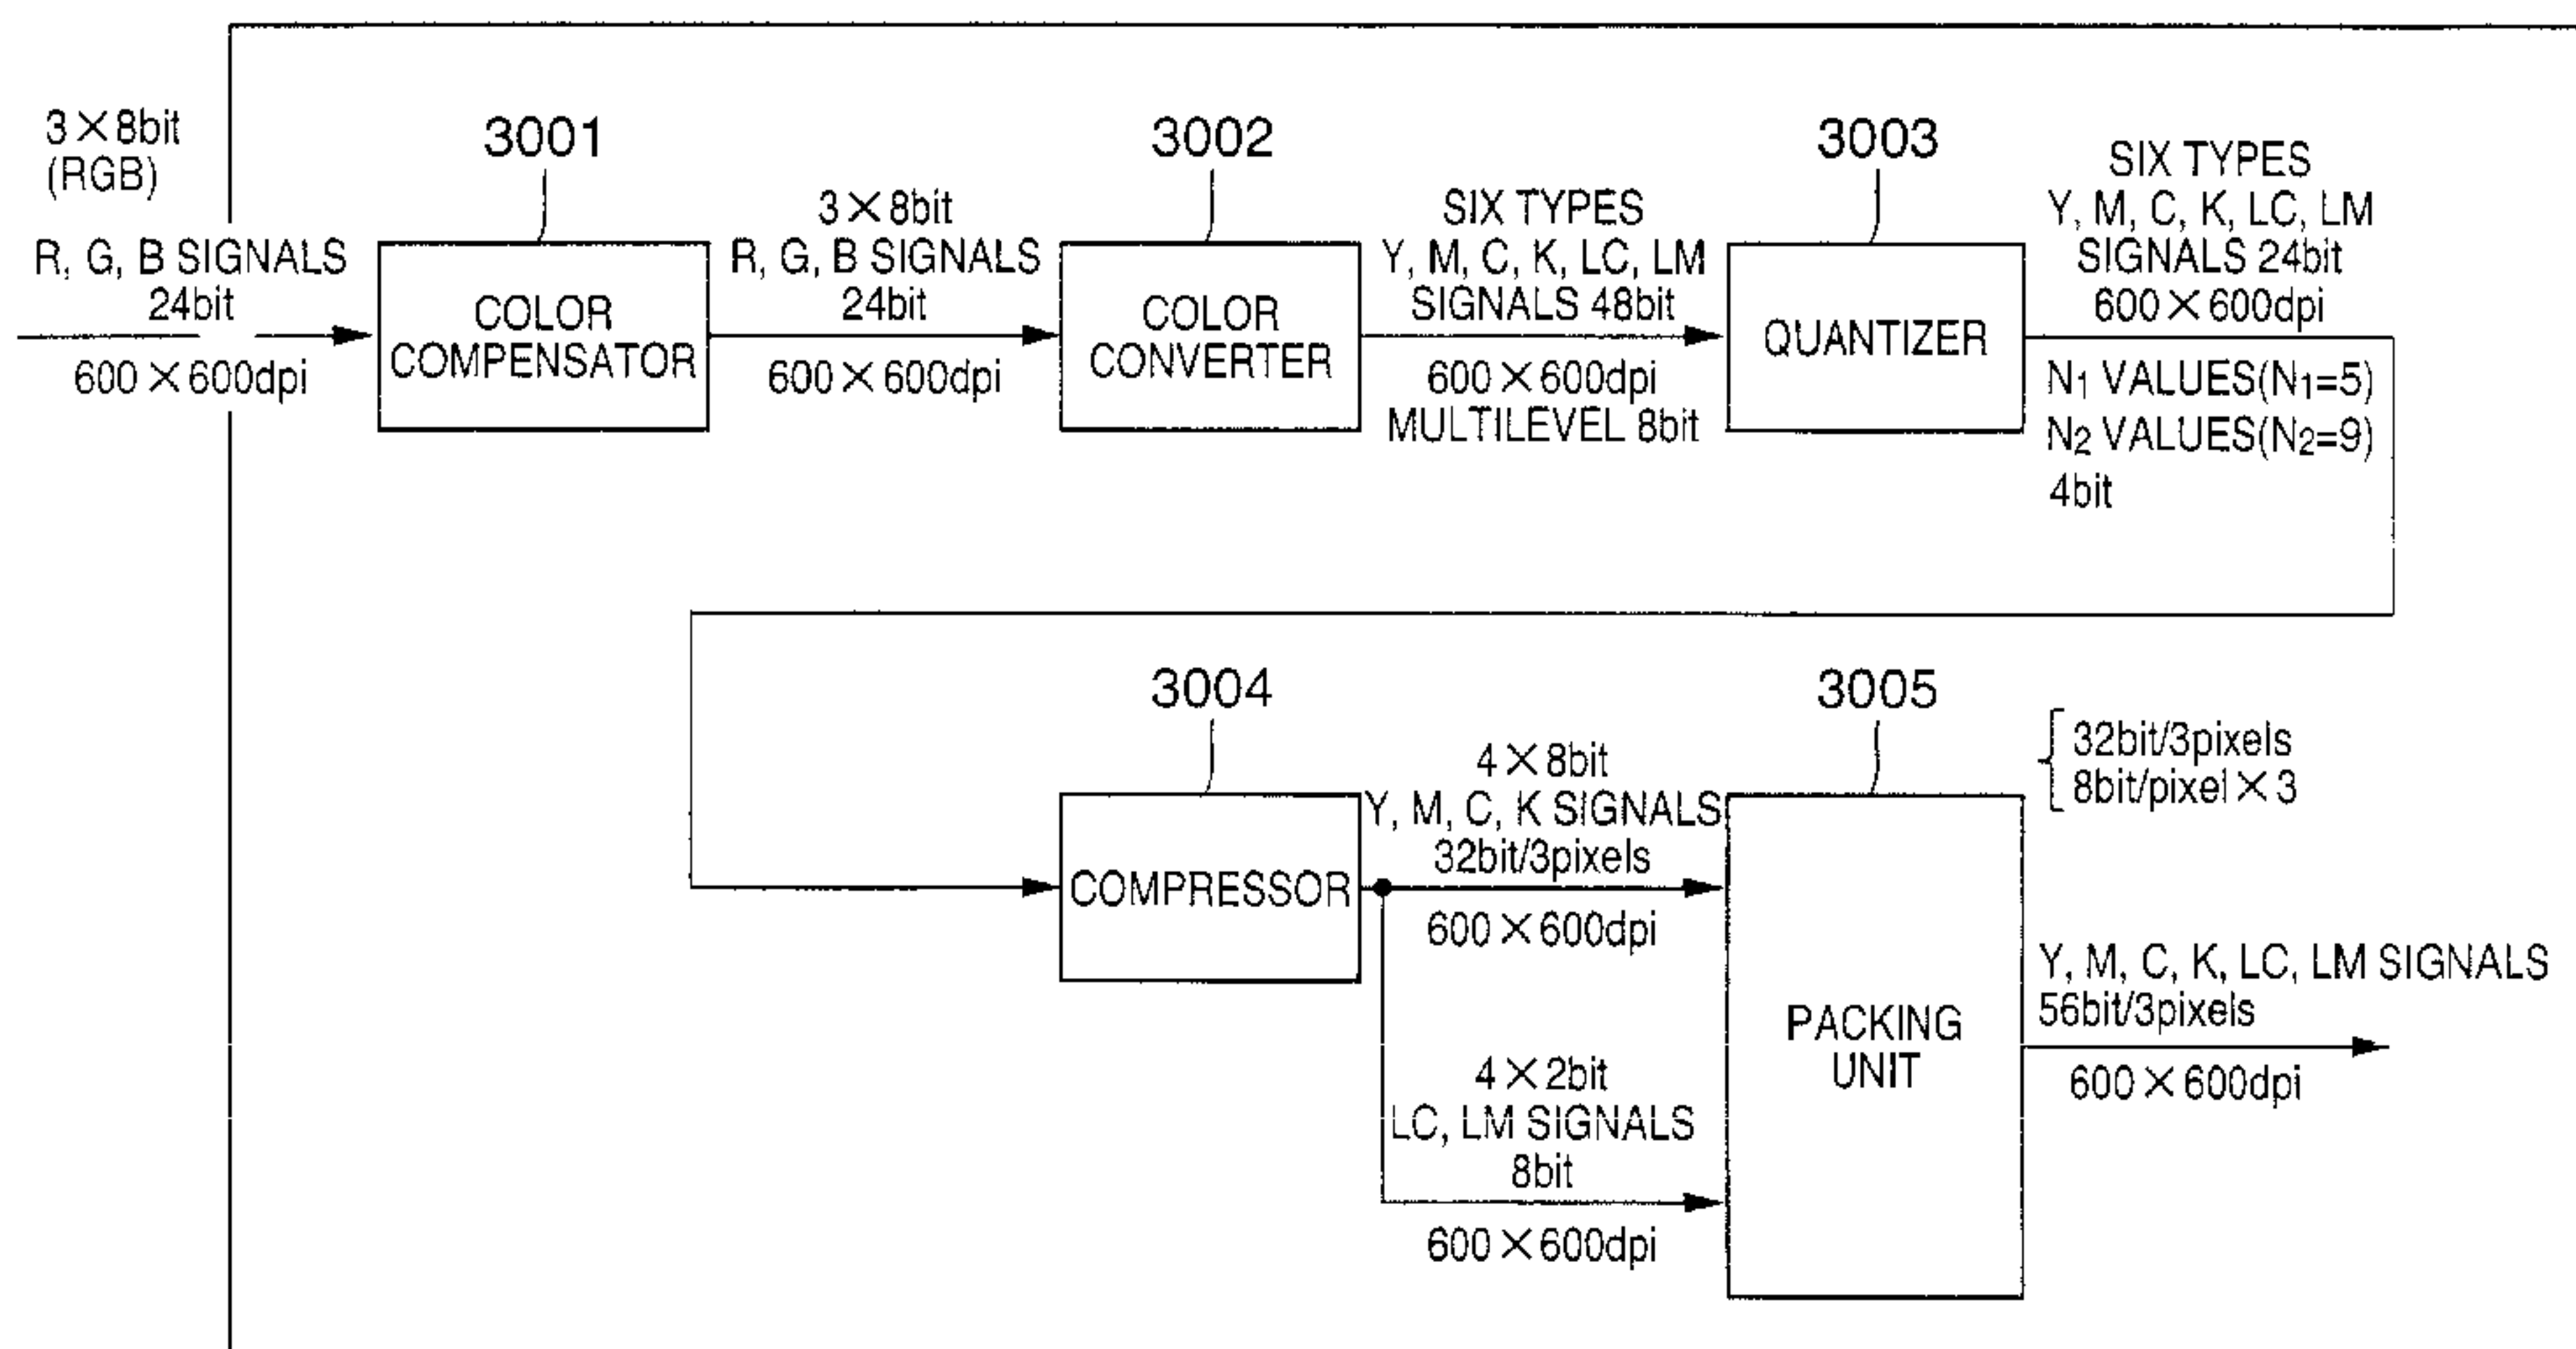 3×8bit
(RGB)
R, G, B SIGNALS
24bit
600×600dpi
3001
COLOR
COMPENSATOR
3×8bit
R, G, B SIGNALS
24bit
600×600dpi
3002
COLOR
CONVERTER
SIX TYPES
Y, M, C, K, LC, LM
SIGNALS 48bit
600×600dpi
MULTILEVEL 8bit
3003
QUANTIZER
SIX TYPES
Y, M, C, K, LC, LM
SIGNALS 24bit
600×600dpi
N1 VALUES(N1=5)
N2 VALUES(N2=9)
4bit
3004
COMPRESSOR
4×8bit
Y, M, C, K SIGNALS
32bit/3pixels
600×600dpi
4×2bit
LC, LM SIGNALS
8bit
600×600dpi
3005
PACKING
UNIT
32bit/3pixels
8bit/pixel×3
Y, M, C, K, LC, LM SIGNALS
56bit/3pixels
600×600dpi